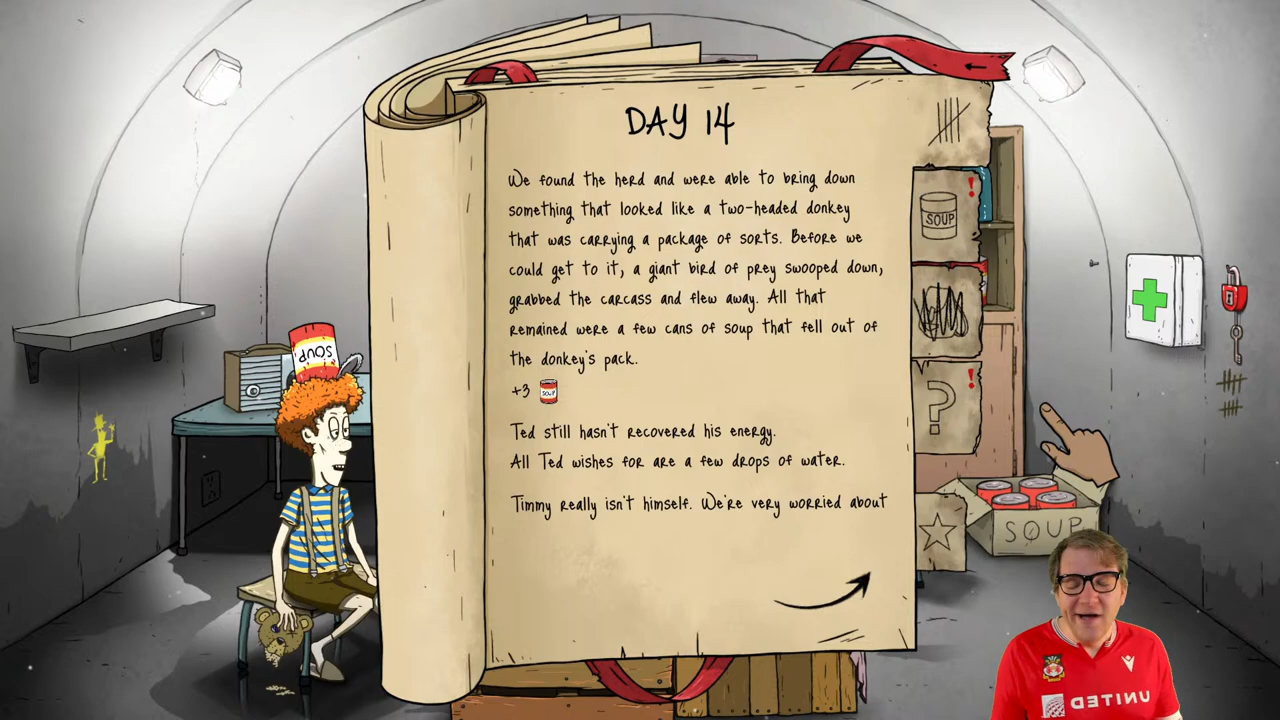 DAY 14
We found the herd and were able to bring down
something that looked like a two-headed donkey
that was carrying a package of sorts. Before we
could get to it, a giant bird of prey swooped down,
grabbed the carcass and flew away. All that
remained were a few cans of soup that fell out of
the donkey's pack.
+3 SOUP
Ted still hasn't recovered his energy.
All Ted wishes for are a few drops of water.
Timmy really isn't himself. We're very worried about
SOUP
!
!
?
SOUP
SOUP
UNITED